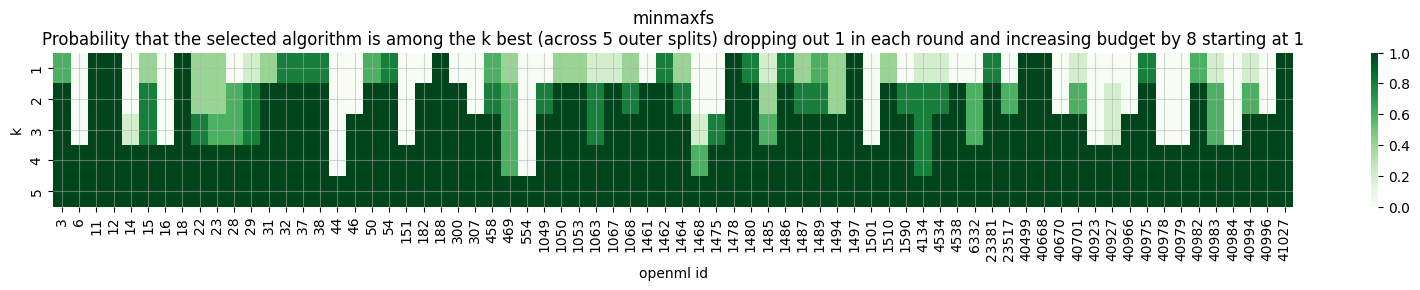 minmaxfs
Probability that the selected algorithm is among the k best (across 5 outer splits) dropping out 1 in each round and increasing budget by 8 starting at 1
k
1
2
3
4
5
3 6 11 12 14 15 16 18 22 23 28 29 31 32 37 38 44 46 50 54 151 182 188 300 307 458 469 554 1049 1050 1053 1063 1067 1068 1461 1462 1464 1468 1475 1478 1480 1485 1486 1487 1489 1494 1497 1501 1510 1590 4134 4534 4538 6332 23381 23517 40499 40668 40670 40701 40923 40927 40966 40975 40978 40979 40982 40983 40984 40994 40996 41027
openml id
1.0
0.8
0.6
0.4
0.2
0.0